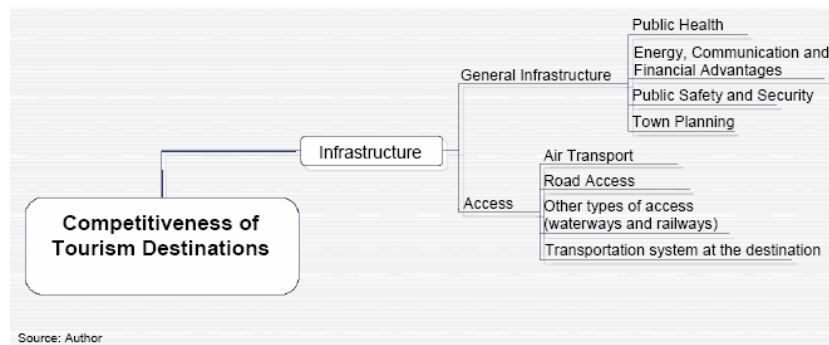 Public Health
Energy, Communication and
Financial Advantages
General Infrastructure
Public Safety and Security
Town Planning
Infrastructure
Air Transport
Road Access
Access
Other types of access
(waterways and railways)
Transportation system at the destination
Competitiveness of
Tourism Destinations
Source: Author